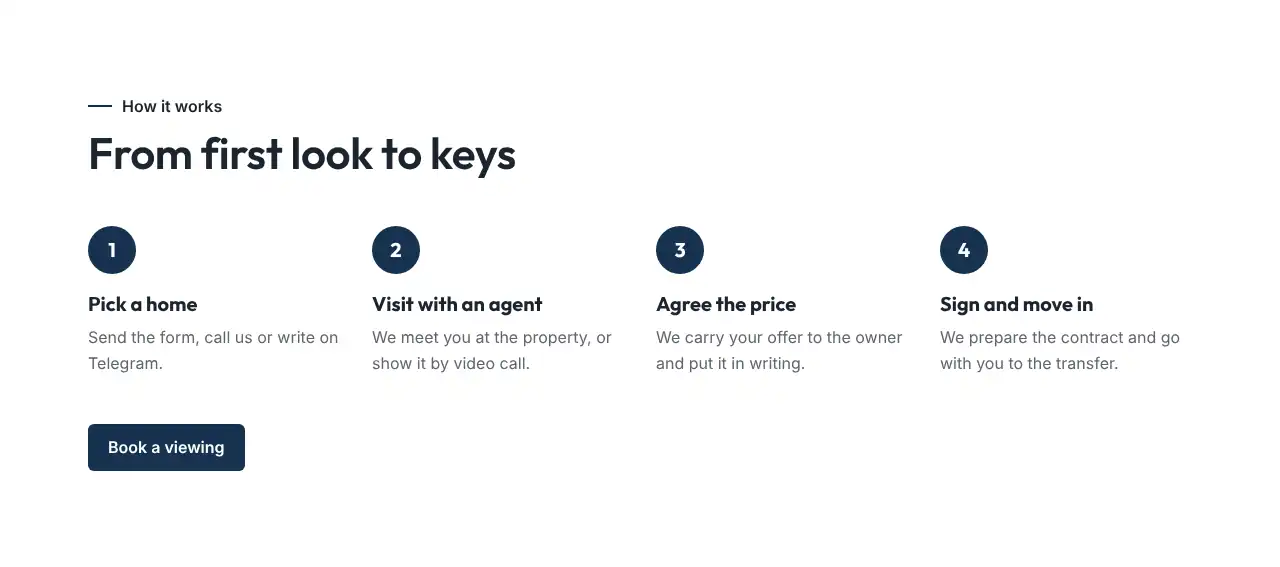 How it works
From first look to keys
1
Pick a home
Send the form, call us or write on
Telegram.
2
Visit with an agent
We meet you at the property, or
show it by video call.
3
Agree the price
We carry your offer to the owner
and put it in writing.
4
Sign and move in
We prepare the contract and go
with you to the transfer.
Book a viewing